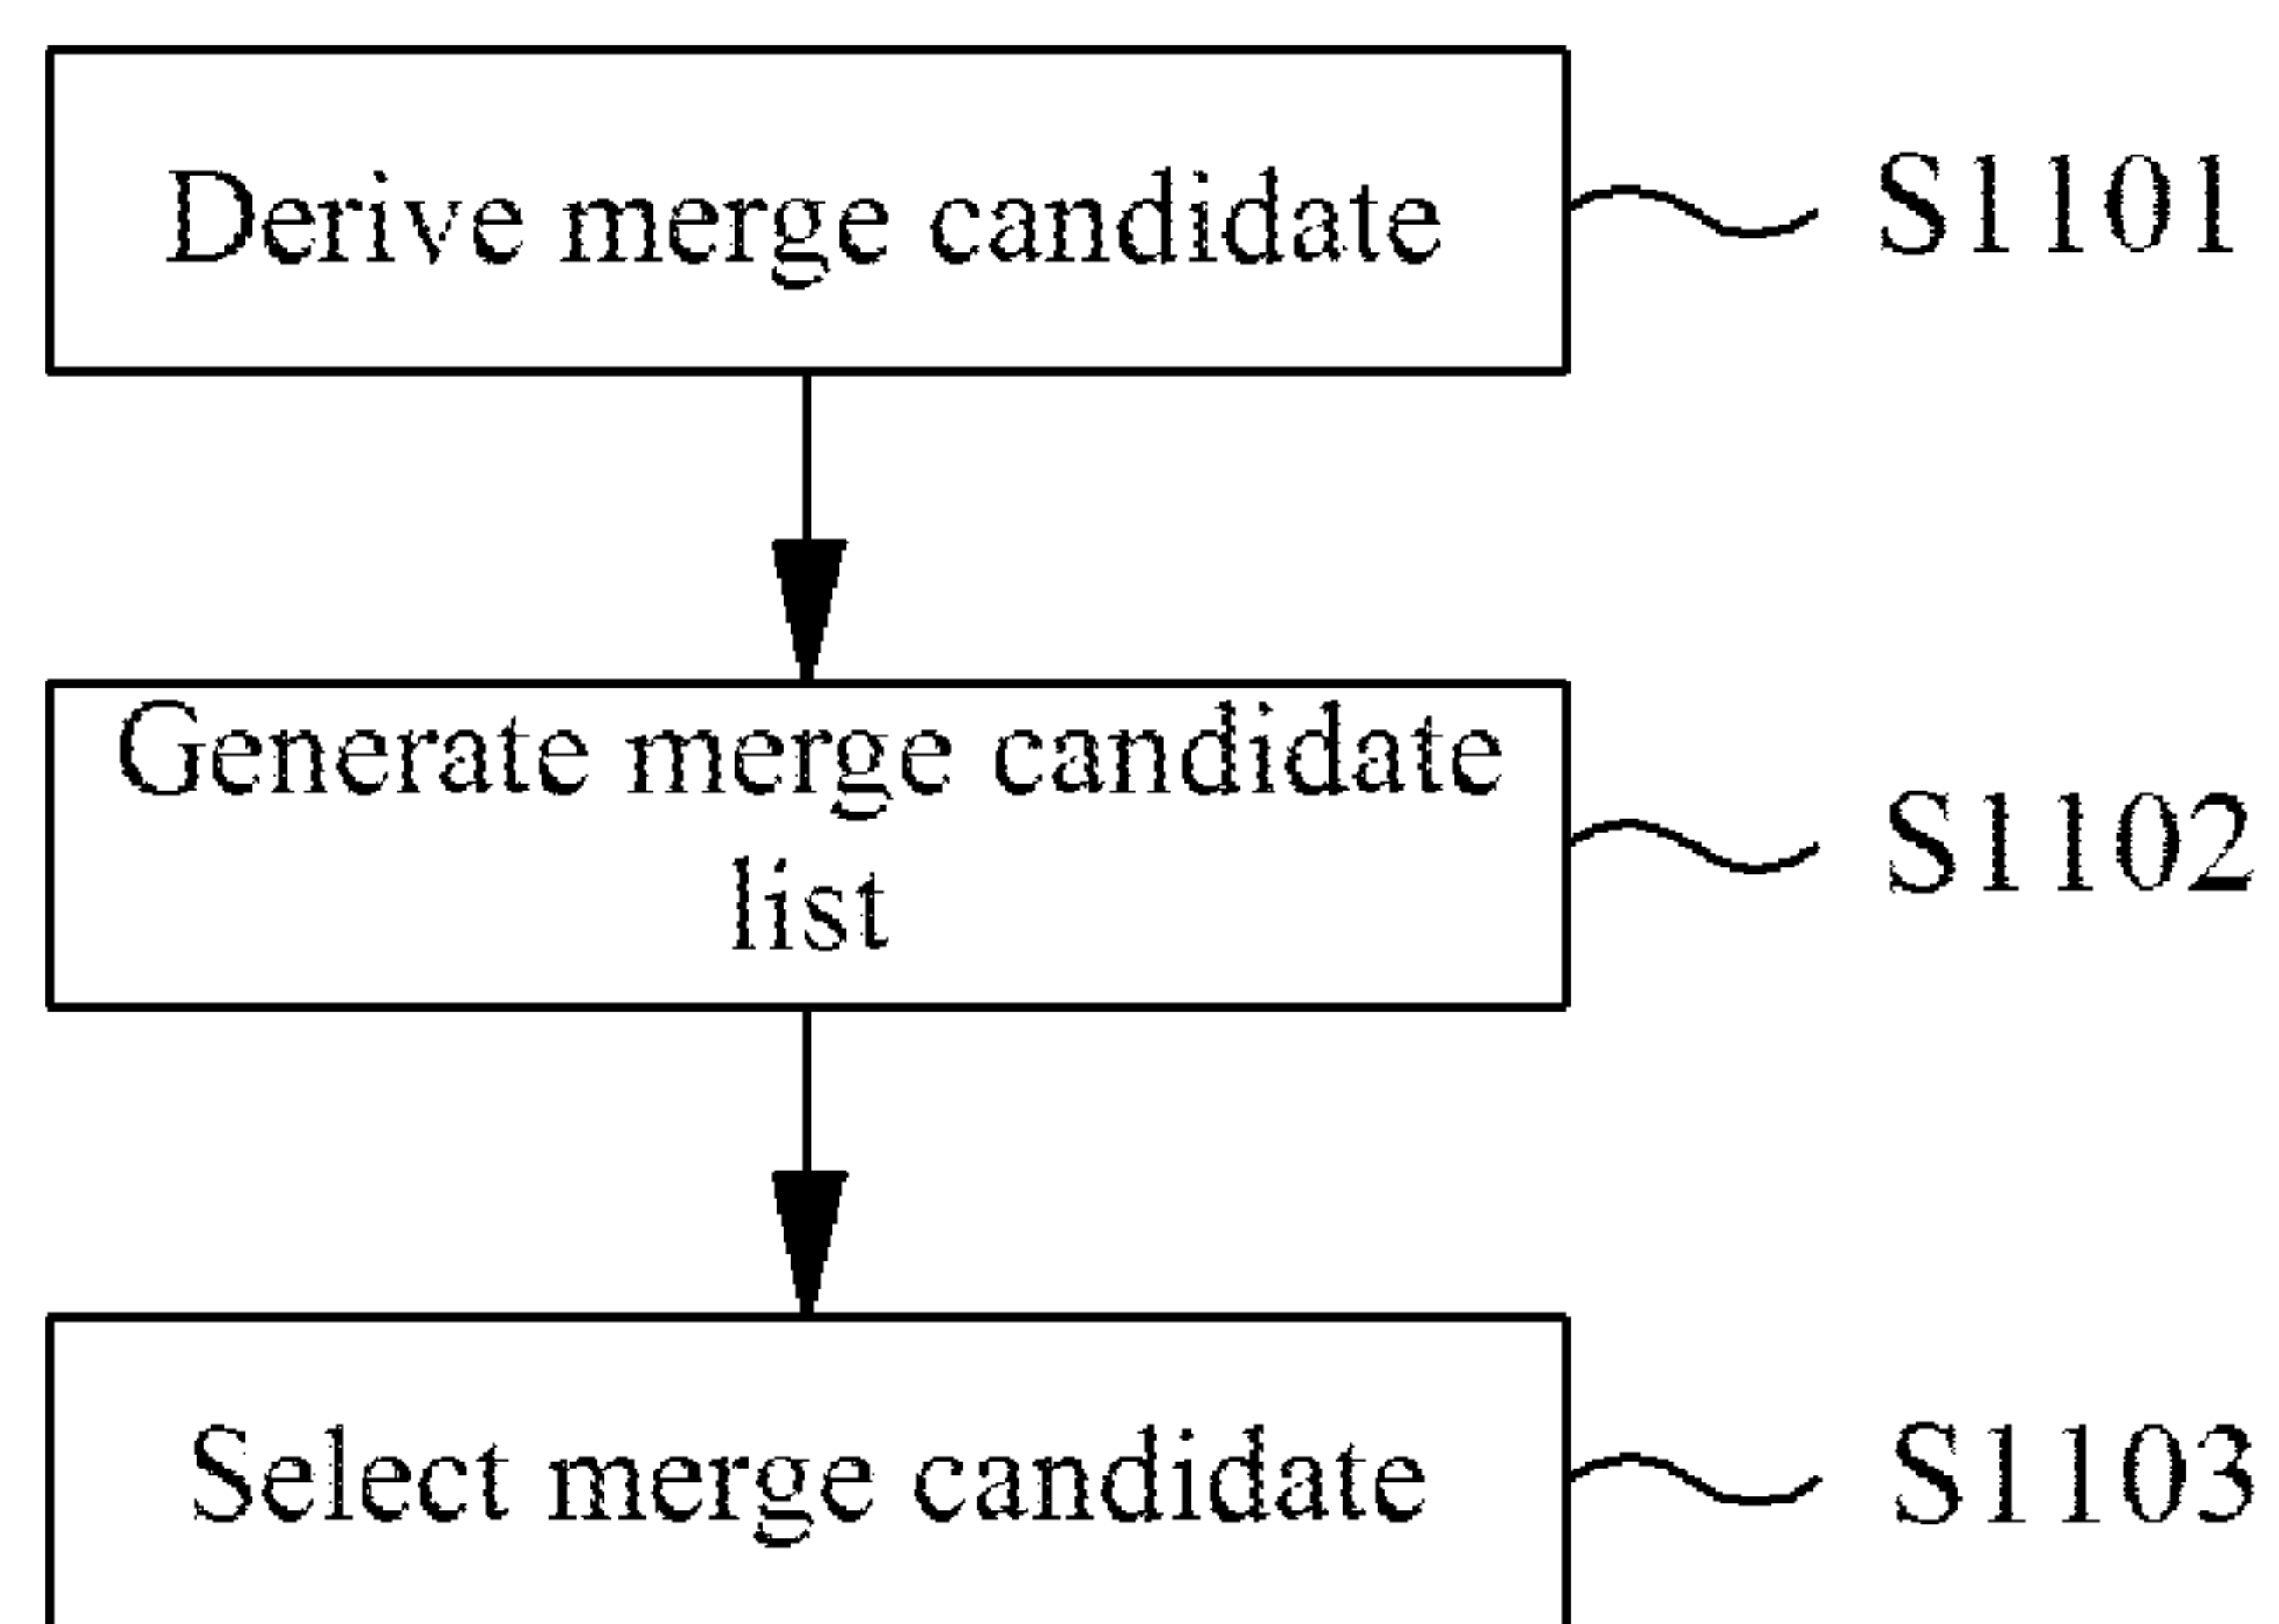 Derive merge candidate
S1101
Generate merge candidate
list
S1102
Select merge candidate
S1103